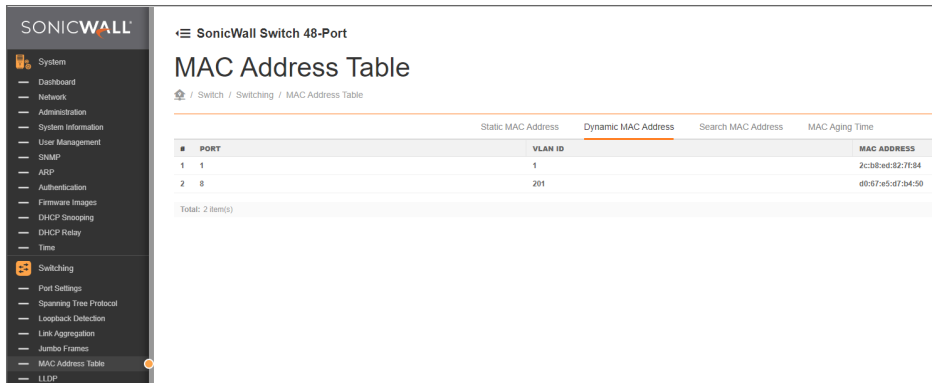 SONICWALL
System
Dashboard
Network
Administration
System Information
User Management
SNMP
ARP
Authentication
Firmware Images
DHCP Snooping
DHCP Relay
Time
Switching
Port Settings
Spanning Tree Protocol
Loopback Detection
Link Aggregation
Jumbo Frames
MAC Address Table
LLDP
SonicWall Switch 48-Port
MAC Address Table
/ Switch / Switching / MAC Address Table
Static MAC Address Dynamic MAC Address Search MAC Address MAC Aging Time
# PORT VLAN ID MAC ADDRESS
1 1 1 2c:b8:ed:82:7f:84
2 8 201 d0:67:e5:d7:b4:50
Total: 2 item(s)